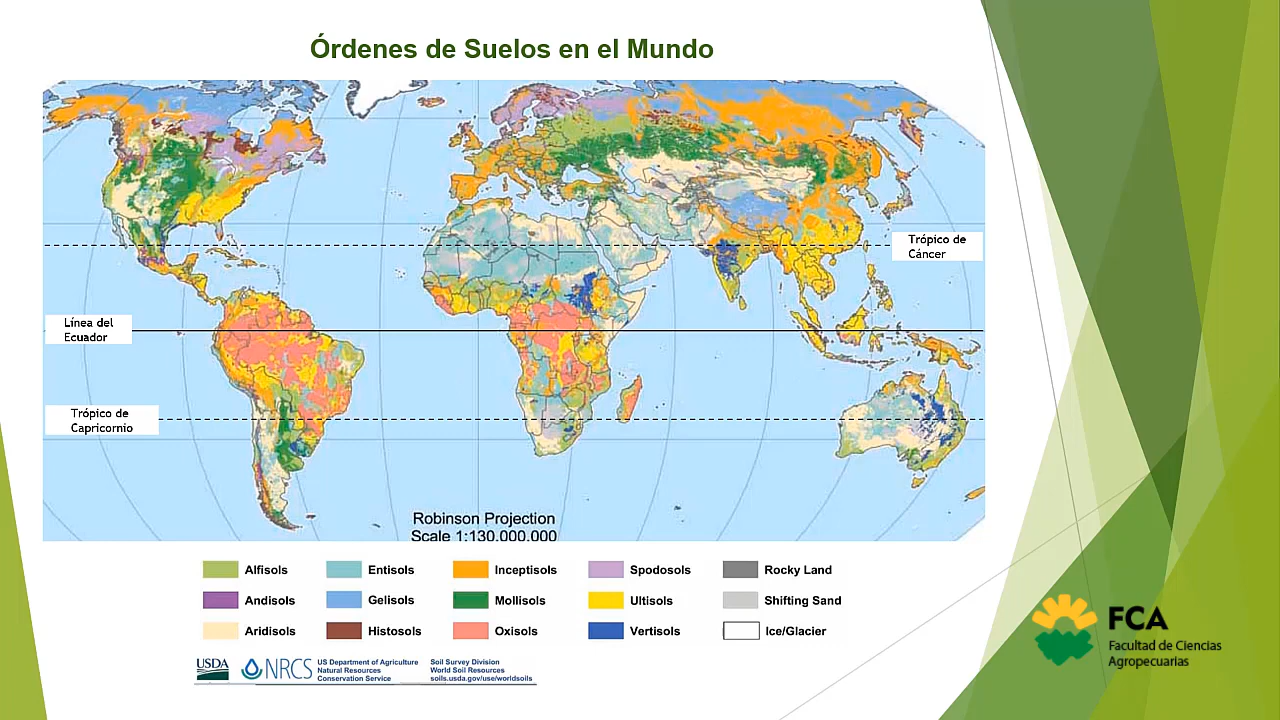 Órdenes de Suelos en el Mundo
Trópico de
Cáncer
Línea del
Ecuador
Trópico de
Capricornio
Robinson Projection
Scale 1:130,000,000
Alfisols
Entisols
Inceptisols
Spodosols
Rocky Land
Andisols
Gelisols
Mollisols
Ultisols
Shifting Sand
Aridisols
Histosols
Oxisols
Vertisols
Ice/Glacier
USDA
NRCS
US Department of Agriculture
Natural Resources
Conservation Service
Soil Survey Division
World Soil Resources
soils.usda.gov/use/worldsoils
FCA
Facultad de Ciencias
Agropecuarias